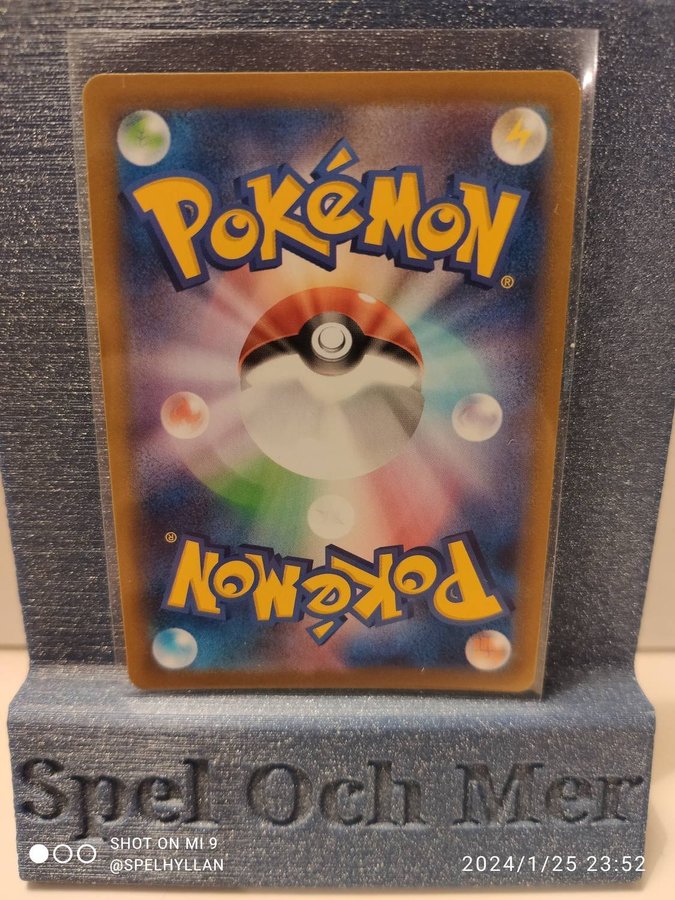 POKéMON
®
®
POKéMON
Spel Och Mer
SHOT ON MI 9
@SPELHYLLAN
2024/1/25 23:52